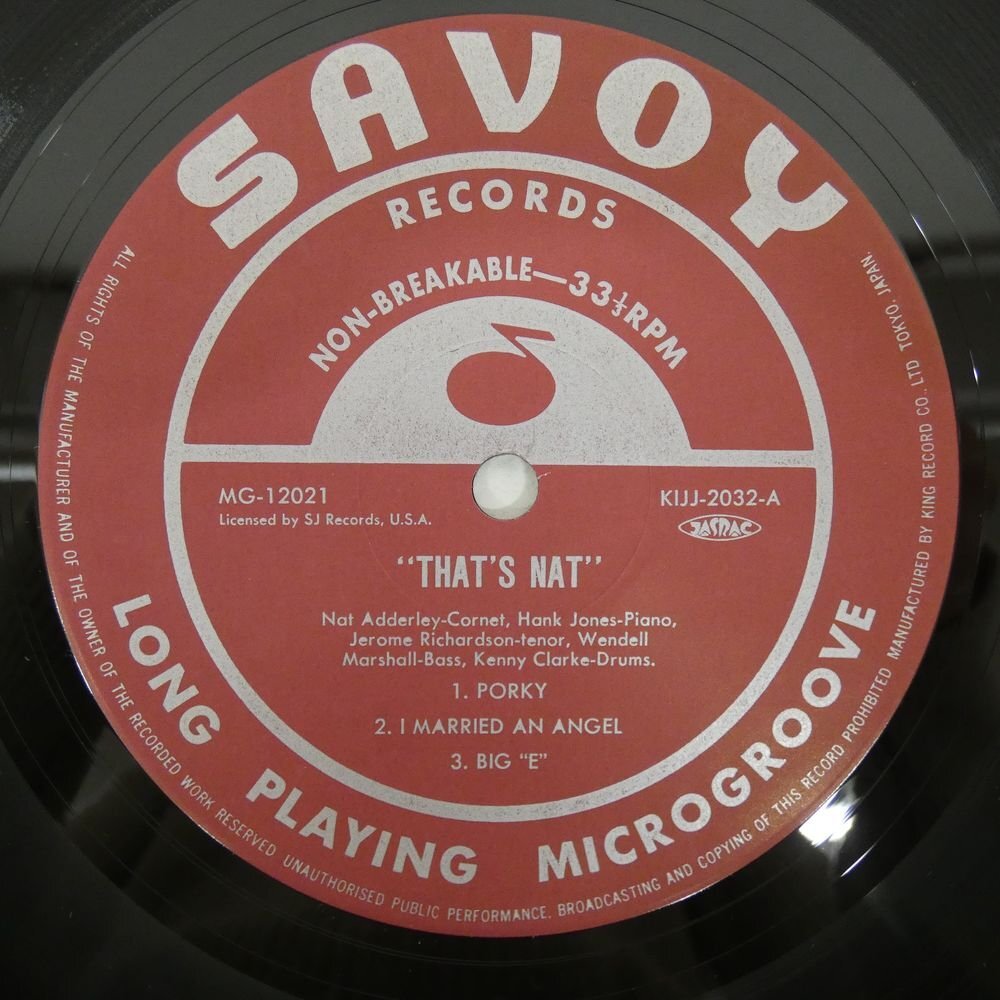 SAVOY
RECORDS
NON-BREAKABLE—33⅓RPM
MG-12021
KIJJ-2032-A
Licensed by SJ Records, U.S.A.
JASRAC
"THAT'S NAT"
Nat Adderley-Cornet, Hank Jones-Piano,
Jerome Richardson-tenor, Wendell
Marshall-Bass, Kenny Clarke-Drums.
1. PORKY
2. I MARRIED AN ANGEL
3. BIG "E"
LONG PLAYING MICROGROOVE
ALL RIGHTS OF THE MANUFACTURER AND OF THE OWNER OF THE RECORDED WORK RESERVED UNAUTHORISED PUBLIC PERFORMANCE. BROADCASTING AND COPYING OF THIS RECORD PROHIBITED MANUFACTURED BY KING RECORD CO., LTD TOKYO, JAPAN.